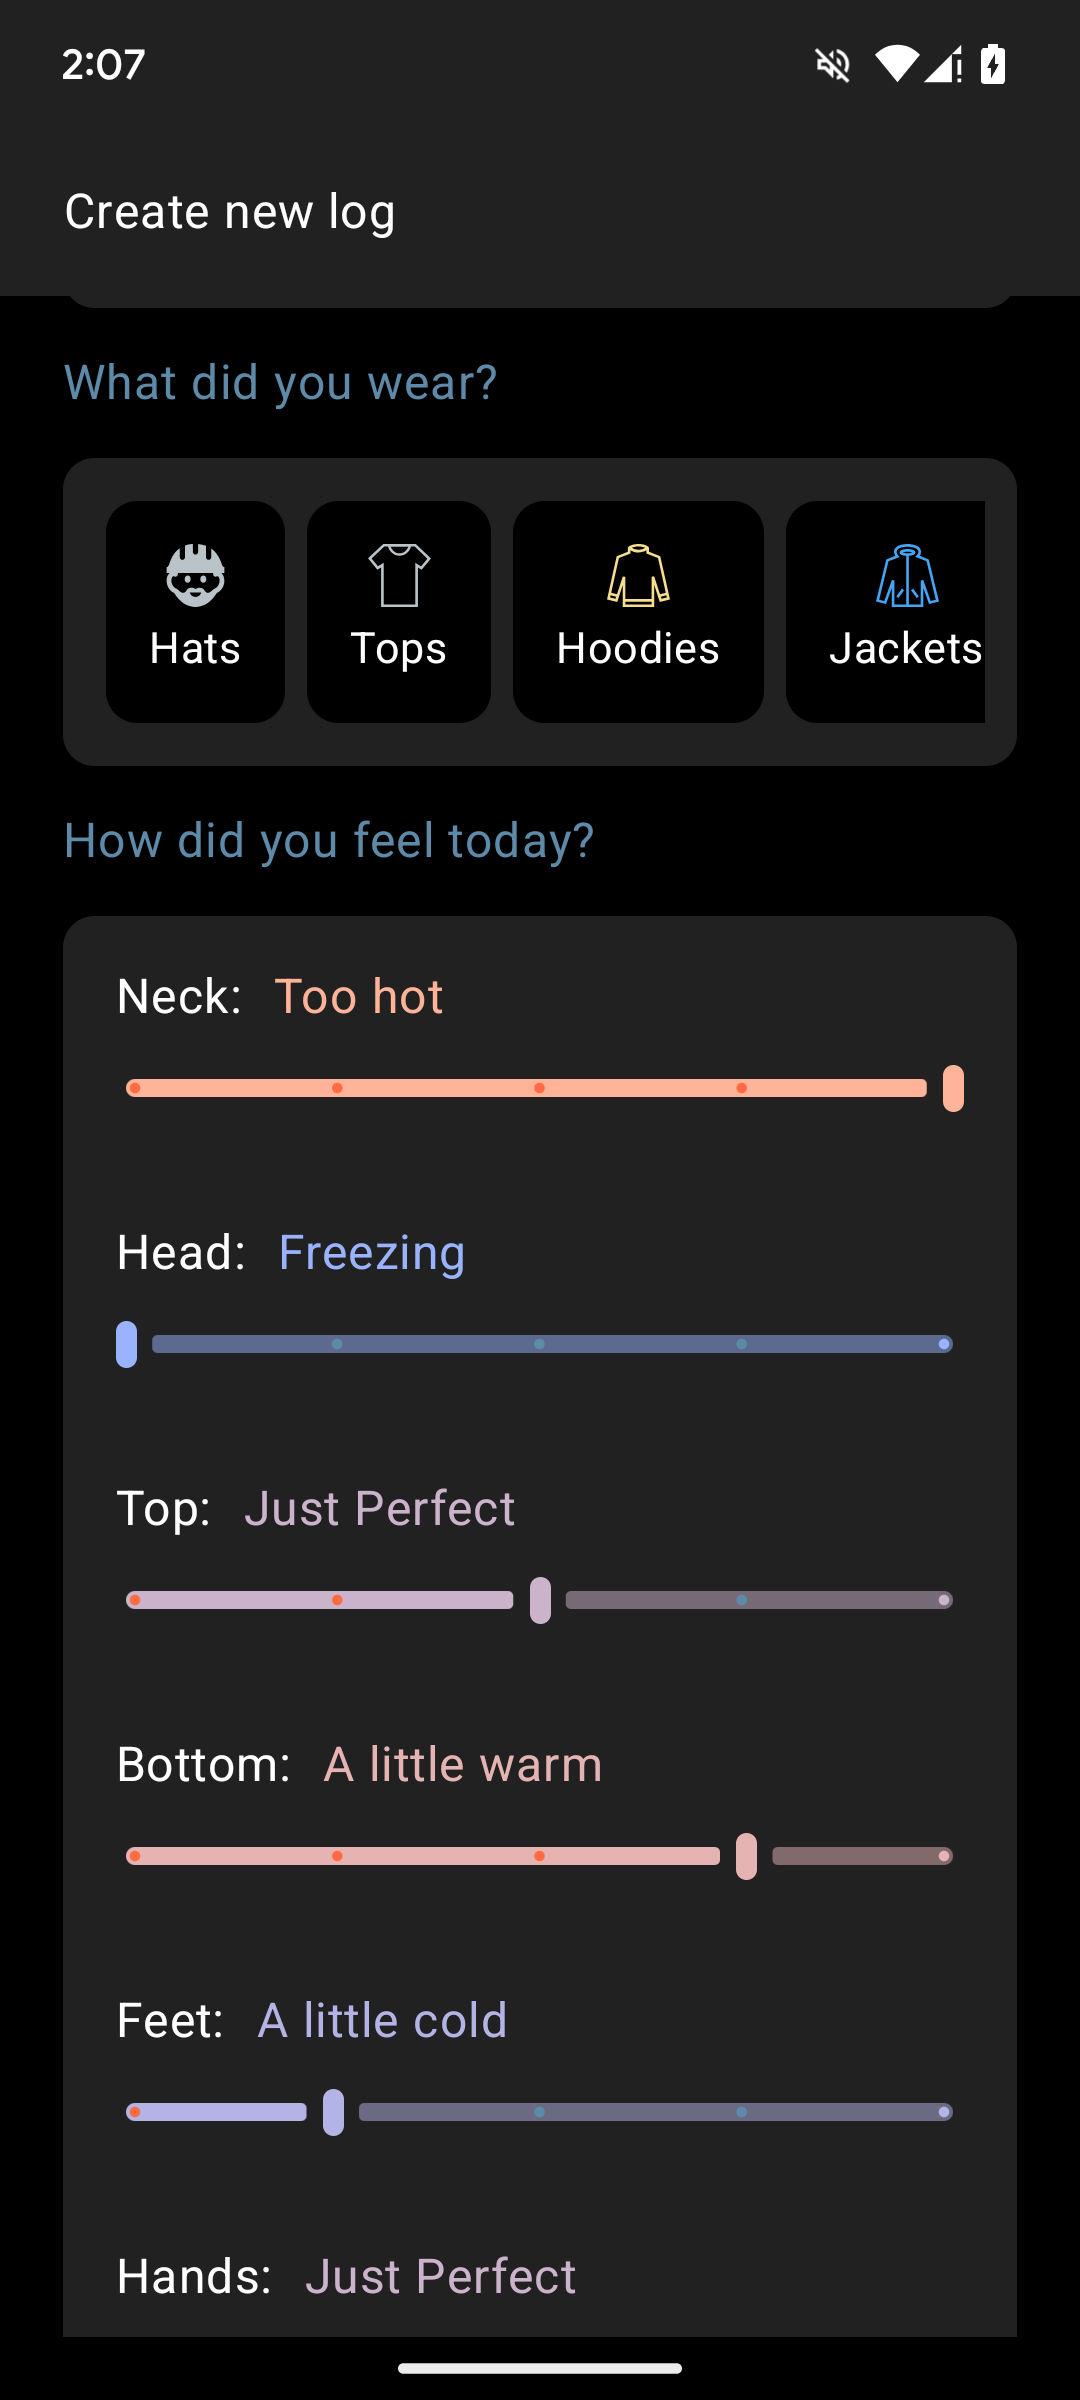 2:07
Create new log
What did you wear?
Hats Tops Hoodies Jackets
How did you feel today?
Neck: Too hot
Head: Freezing
Top: Just Perfect
Bottom: A little warm
Feet: A little cold
Hands: Just Perfect